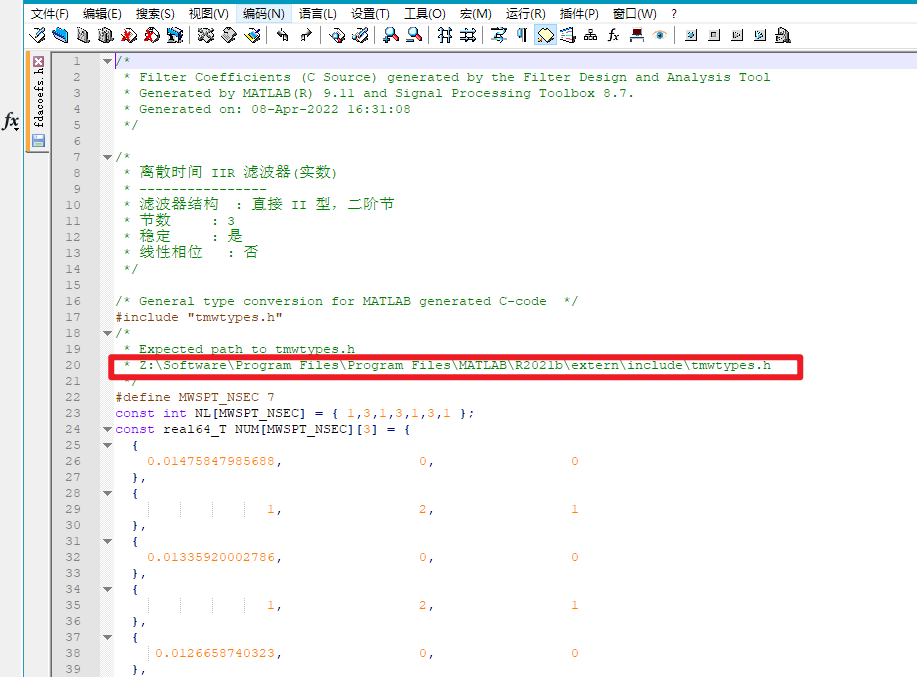 文件(F) 编辑(E) 搜索(S) 视图(V) 编码(N) 语言(L) 设置(T) 工具(O) 宏(M) 运行(R) 插件(P) 窗口(W) ?
fx
fdacoefs.h
fx
1 /*
2 * Filter Coefficients (C Source) generated by the Filter Design and Analysis Tool
3 * Generated by MATLAB(R) 9.11 and Signal Processing Toolbox 8.7.
4 * Generated on: 08-Apr-2022 16:31:08
5 */
6
7 /*
8 * 离散时间 IIR 滤波器(实数)
9 * ----------------
10 * 滤波器结构 : 直接 II 型，二阶节
11 * 节数 : 3
12 * 稳定 : 是
13 * 线性相位 : 否
14 */
15
16 /* General type conversion for MATLAB generated C-code */
17 #include "tmwtypes.h"
18 /*
19 * Expected path to tmwtypes.h
20 * Z:\Software\Program Files\Program Files\MATLAB\R2021b\extern\include\tmwtypes.h
21 */
22 #define MWSPT_NSEC 7
23 const int NL[MWSPT_NSEC] = { 1,3,1,3,1,3,1 };
24 const real64_T NUM[MWSPT_NSEC][3] = {
25 {
26 0.01475847985688, 0, 0
27 },
28 {
29 1, 2, 1
30 },
31 {
32 0.01335920002786, 0, 0
33 },
34 {
35 1, 2, 1
36 },
37 {
38 0.0126658740323, 0, 0
39 },